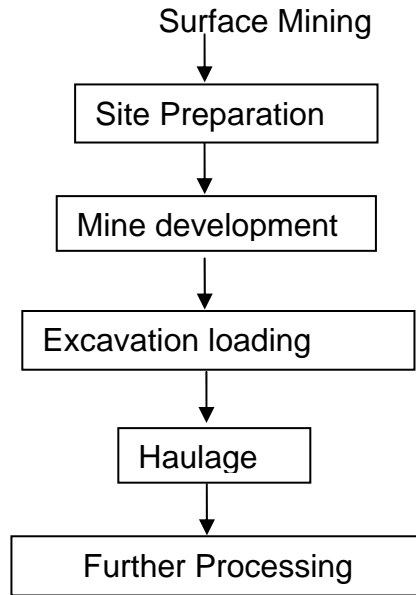 Surface Mining
Site Preparation
Mine development
Excavation loading
Haulage
Further Processing